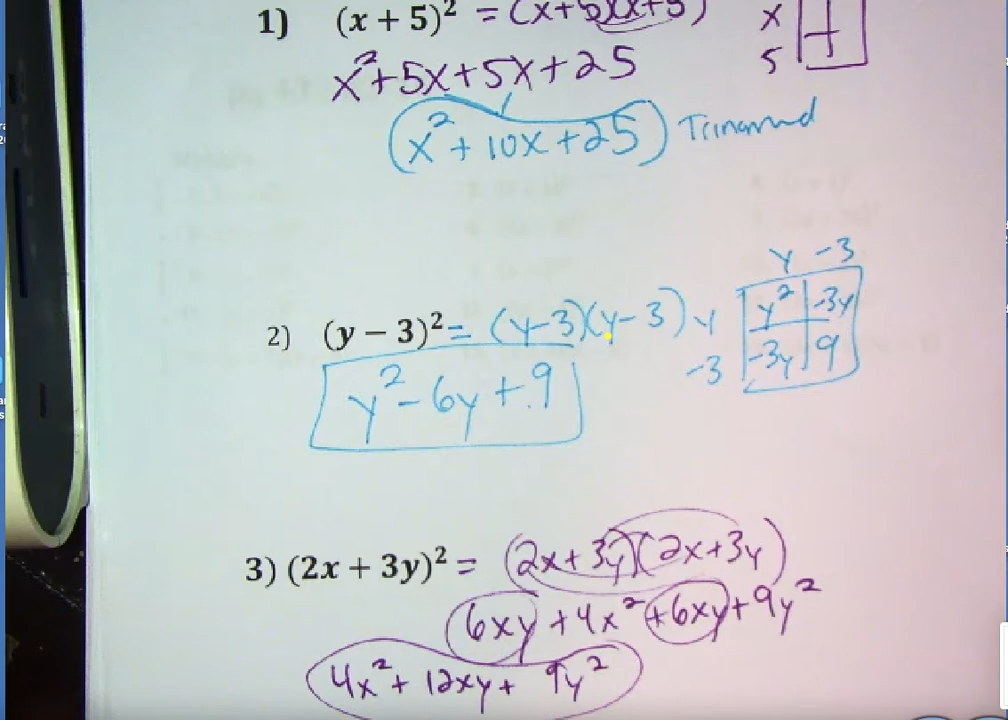 1) (x + 5)² = (x+5)(x+5)
x
5
x²+5x+5x+25
x²+10x+25
y -3
2) (y − 3)² = (y-3)(y-3)
y y² -3y
-3 -3y 9
y²-6y+9
3) (2x + 3y)² = (2x+3y)(2x+3y)
6xy+4x²+6xy+9y²
4x²+12xy+ 9y²